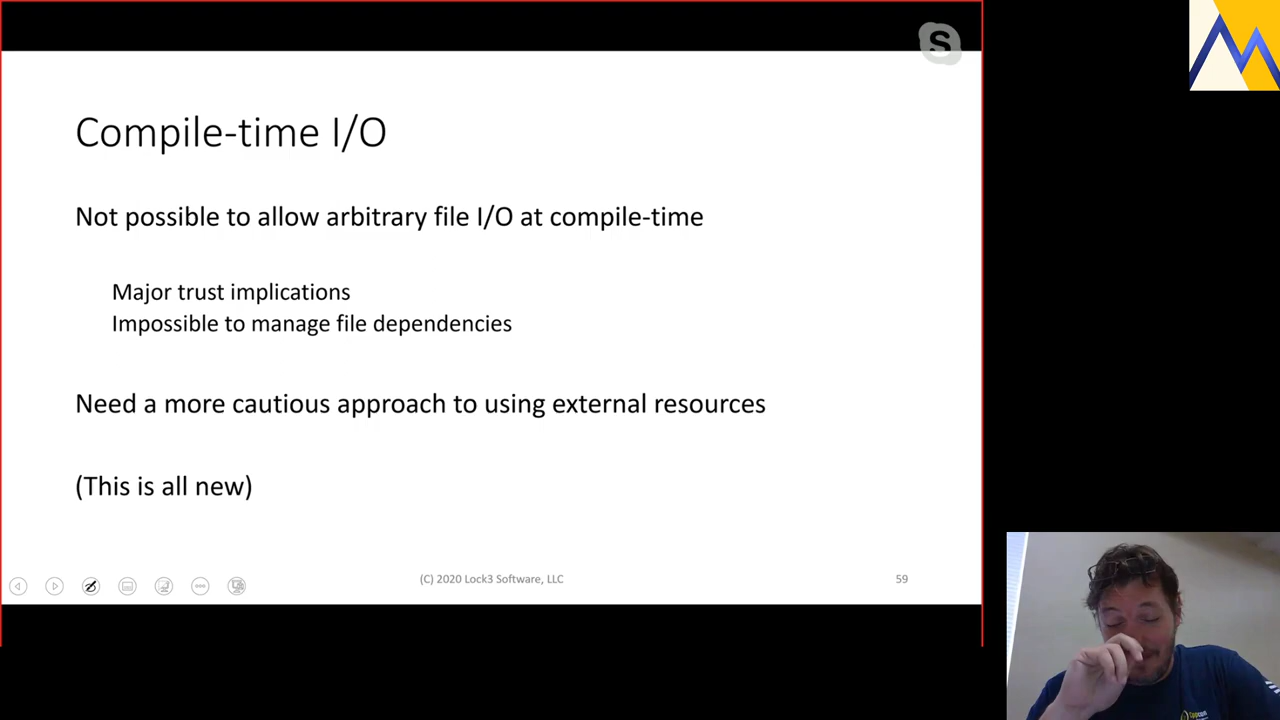 S
Compile-time I/O
Not possible to allow arbitrary file I/O at compile-time
Major trust implications
Impossible to manage file dependencies
Need a more cautious approach to using external resources
(This is all new)
(C) 2020 Lock3 Software, LLC
59